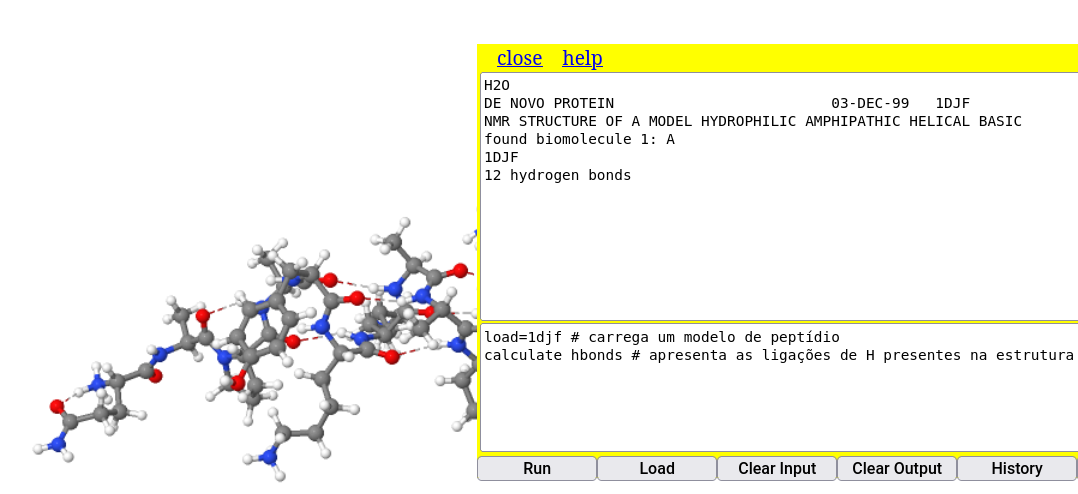 close help
H2O
DE NOVO PROTEIN                         03-DEC-99   1DJF
NMR STRUCTURE OF A MODEL HYDROPHILIC AMPHIPATHIC HELICAL BASIC
found biomolecule 1: A
1DJF
12 hydrogen bonds
load=1djf # carrega um modelo de peptídio
calculate hbonds # apresenta as ligações de H presentes na estrutura
Run Load Clear Input Clear Output History